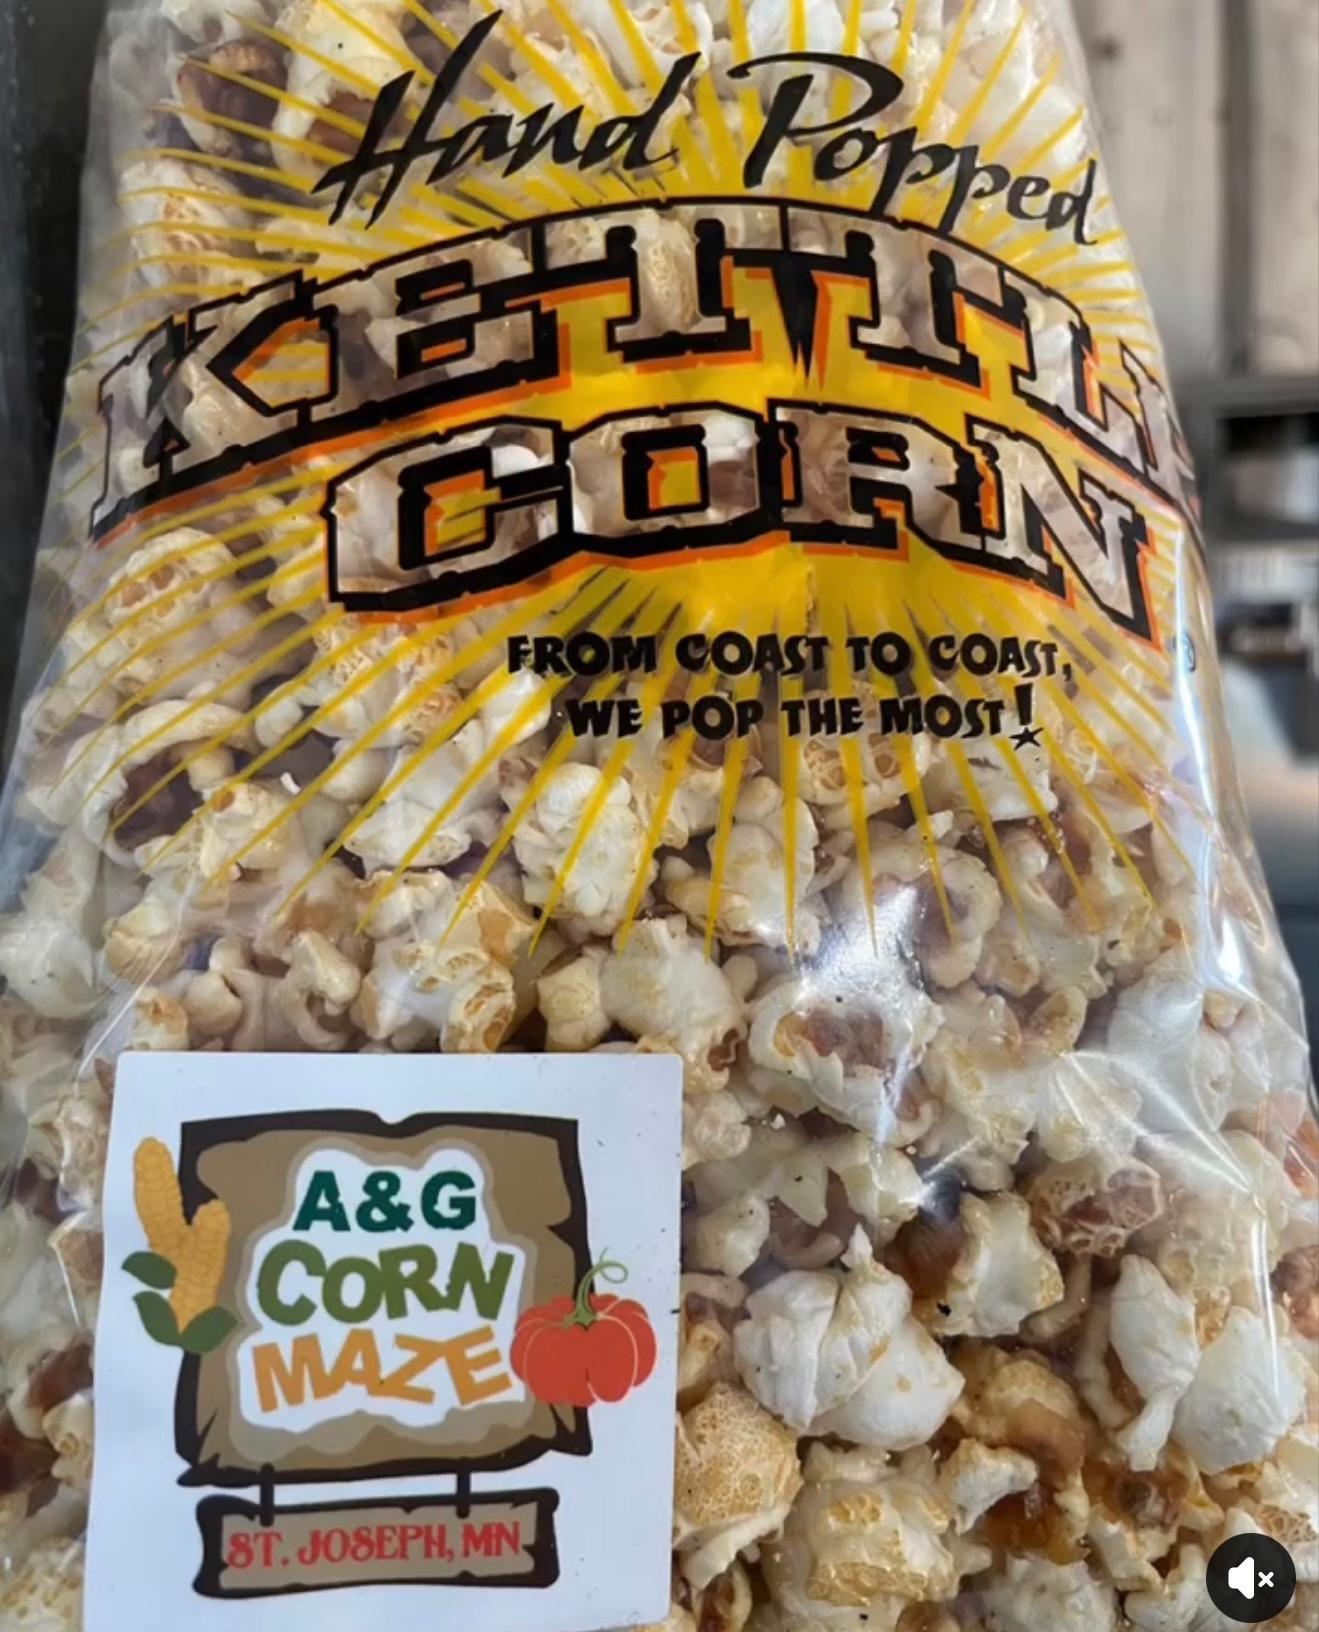 Hand Popped
KETTLE
CORN
FROM COAST TO COAST,
WE POP THE MOST!
A&G
CORN
MAZE
ST. JOSEPH, MN